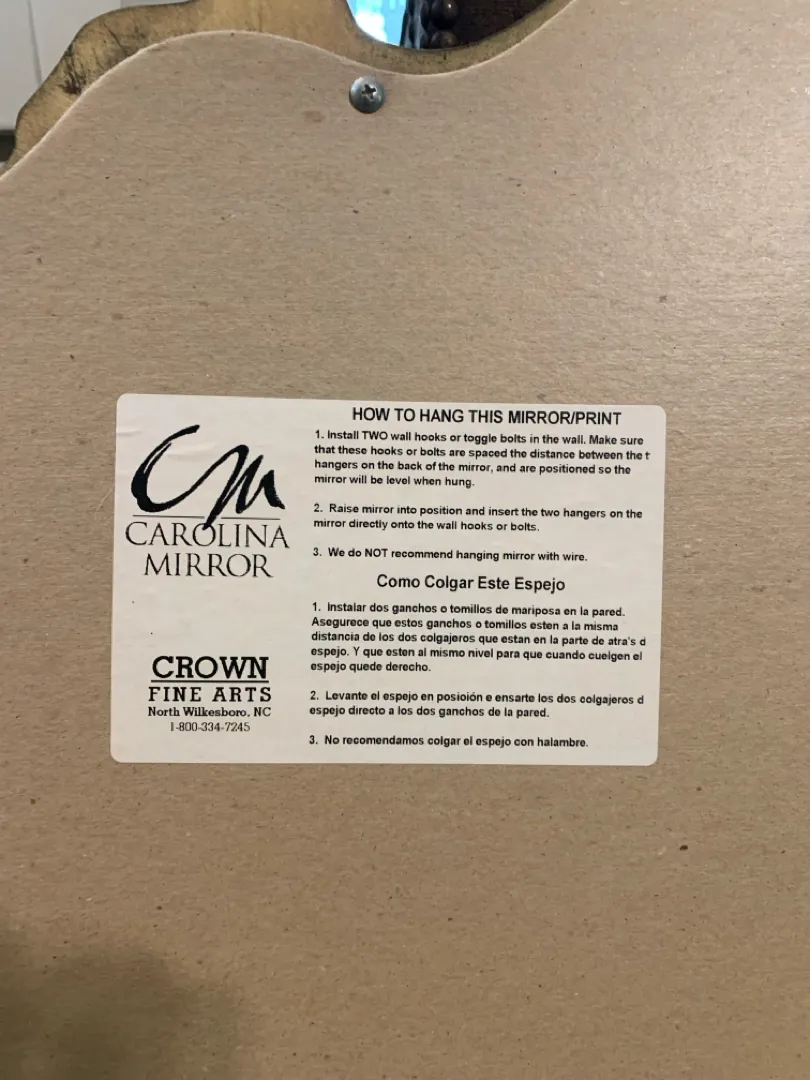 HOW TO HANG THIS MIRROR/PRINT
1. Install TWO wall hooks or toggle bolts in the wall. Make sure
that these hooks or bolts are spaced the distance between the t
hangers on the back of the mirror, and are positioned so the
mirror will be level when hung.
2. Raise mirror into position and insert the two hangers on the
mirror directly onto the wall hooks or bolts.
3. We do NOT recommend hanging mirror with wire.
Como Colgar Este Espejo
1. Instalar dos ganchos o tomillos de mariposa en la pared.
Asegurece que estos ganchos o tomillos esten a la misma
distancia de los dos colgajeros que estan en la parte de atra's d
espejo. Y que esten al mismo nivel para que cuando cuelgen el
espejo quede derecho.
2. Levante el espejo en posioión e ensarte los dos colgajeros d
espejo directo a los dos ganchos de la pared.
3. No recomendamos colgar el espejo con halambre.
CM
CAROLINA
MIRROR
CROWN
FINE ARTS
North Wilkesboro, NC
1-800-334-7245